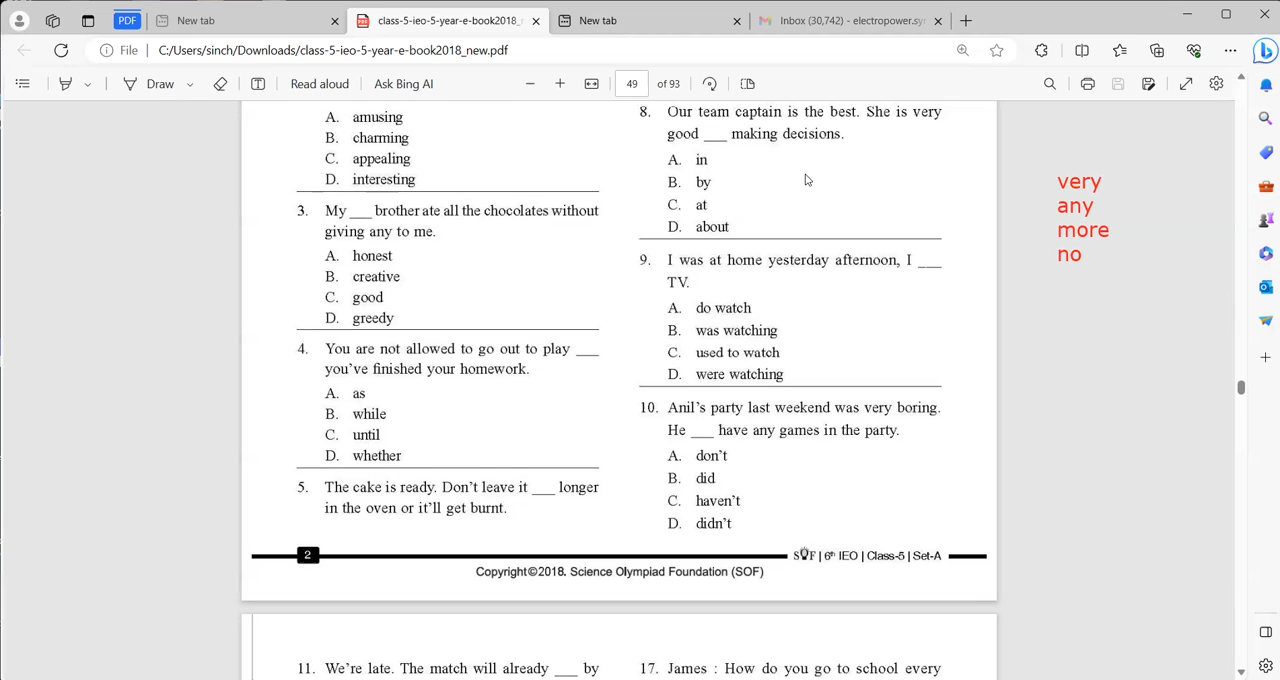 PDF
New tab
class-5-ieo-5-year-e-book2018_
New tab
Inbox (30,742) - electropower.syn
File
C:/Users/sinch/Downloads/class-5-ieo-5-year-e-book2018_new.pdf
Draw
Read aloud
Ask Bing AI
49
of 93
A. amusing
B. charming
C. appealing
D. interesting
3. My ___ brother ate all the chocolates without
giving any to me.
A. honest
B. creative
C. good
D. greedy
4. You are not allowed to go out to play ___
you've finished your homework.
A. as
B. while
C. until
D. whether
5. The cake is ready. Don't leave it ___ longer
in the oven or it'll get burnt.
8. Our team captain is the best. She is very
good ___ making decisions.
A. in
B. by
C. at
D. about
9. I was at home yesterday afternoon, I ___
TV.
A. do watch
B. was watching
C. used to watch
D. were watching
10. Anil's party last weekend was very boring.
He ___ have any games in the party.
A. don't
B. did
C. haven't
D. didn't
very
any
more
no
2
SOF | 6th IEO | Class-5 | Set-A
Copyright©2018. Science Olympiad Foundation (SOF)
11. We're late. The match will already ___ by
17. James : How do you go to school every